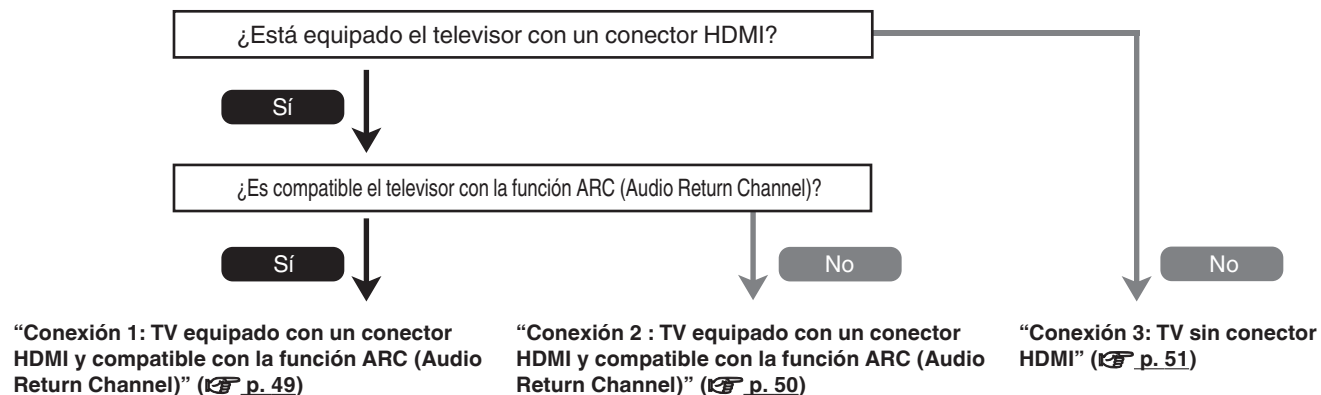 ¿Está equipado el televisor con un conector HDMI?
Sí
¿Es compatible el televisor con la función ARC (Audio Return Channel)?
Sí
No
No
“Conexión 1: TV equipado con un conector
HDMI y compatible con la función ARC (Audio
Return Channel)” (☞ p. 49)
“Conexión 2 : TV equipado con un conector
HDMI y compatible con la función ARC (Audio
Return Channel)” (☞ p. 50)
“Conexión 3: TV sin conector
HDMI” (☞ p. 51)